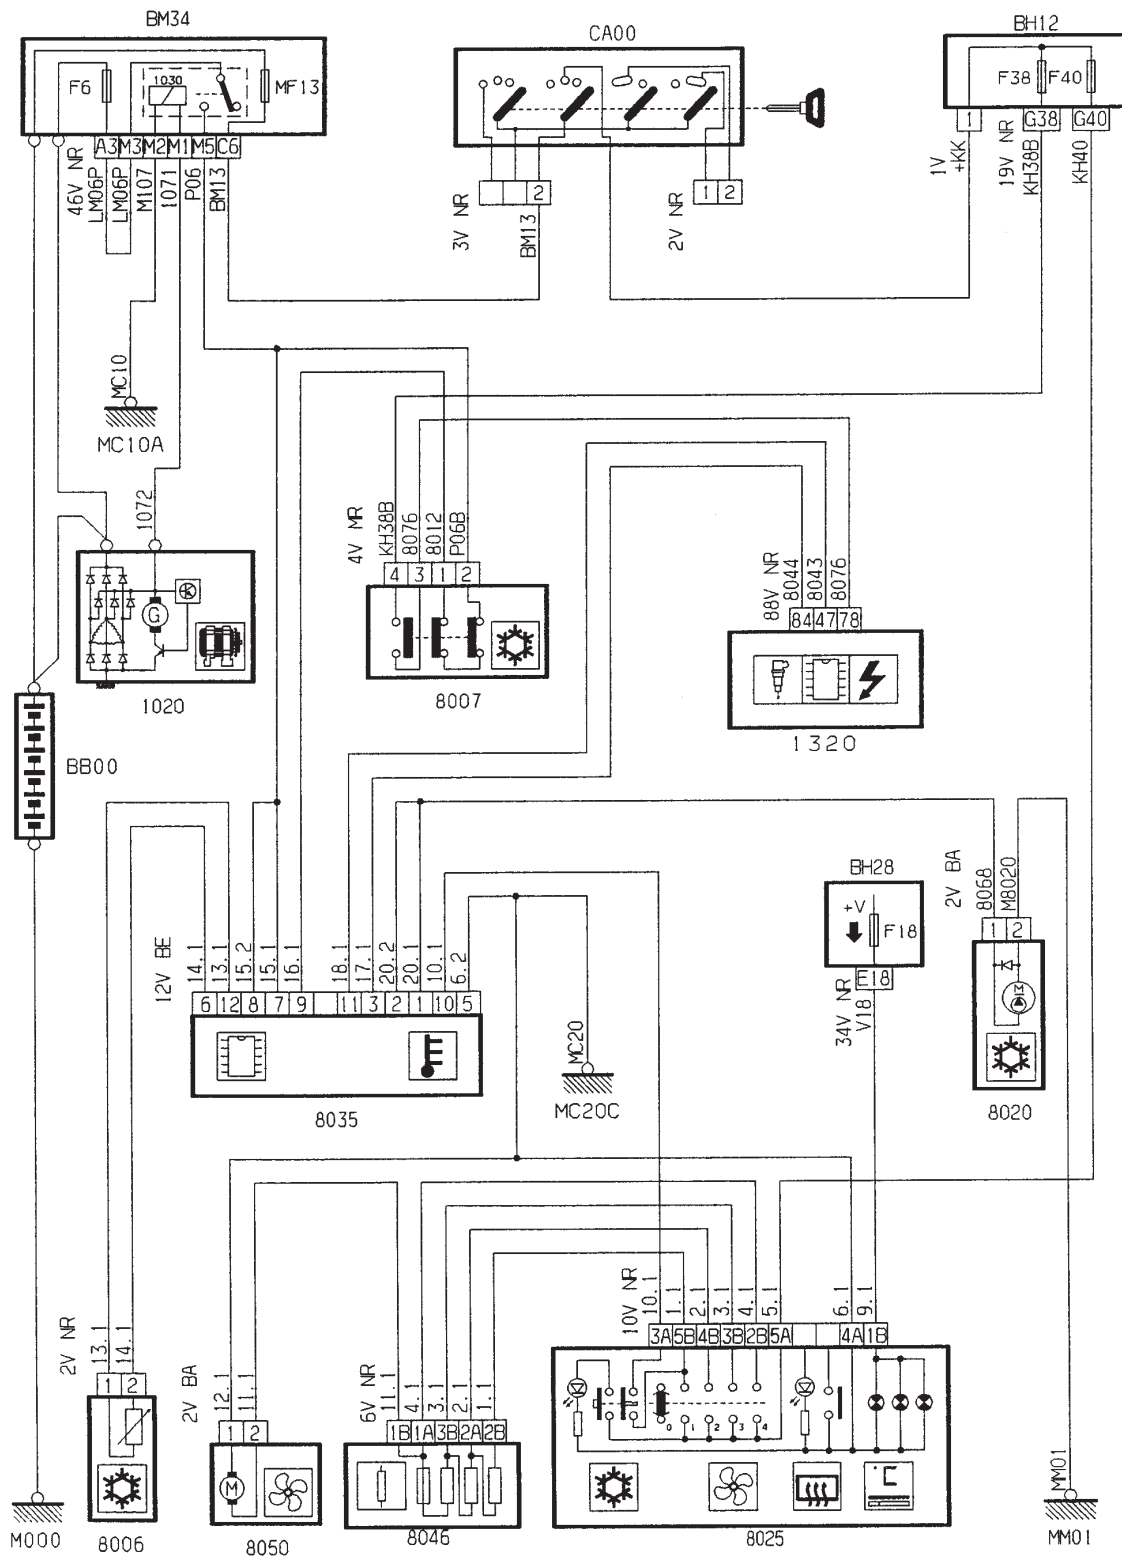 BM34
CA00
BH12
F6
1030
MF13
F38
F40
A3 M3 M2 M1 M5 C6
1
G38
G40
46V NR
LM06P
LM06P
M107
1071
P06
BM13
2
3V NR
BM13
1 2
2V NR
1V
+KK
19V NR
KH38B
KH40
MC10
MC10A
1072
4V MR
KH38B
8076
8012
P06B
4 3 1 2
88V NR
8044
8043
8076
84 47 78
G
1020
8007
1320
BB00
BH28
+V
F18
E18
34V NR
V18
2V BA
8068
M8020
1 2
M
8020
12V BE
14.1
13.1
15.2
15.1
16.1
18.1
17.1
20.2
20.1
10.1
6.2
6 12 8 7 9 11 3 2 1 10 5
8035
MC20
MC20C
10V NR
10.1
1.1
2.1
3.1
4.1
5.1
6.1
9.1
3A 5B 4B 3B 2B 5A 4A 1B
0 1 2 3 4
°C
8025
2V NR
13.1
14.1
1 2
8006
2V BA
12.1
11.1
1 2
M
8050
6V NR
11.1
4.1
3.1
2.1
1.1
1B 1A 3B 2A 2B
8046
M000
MM01
MM01